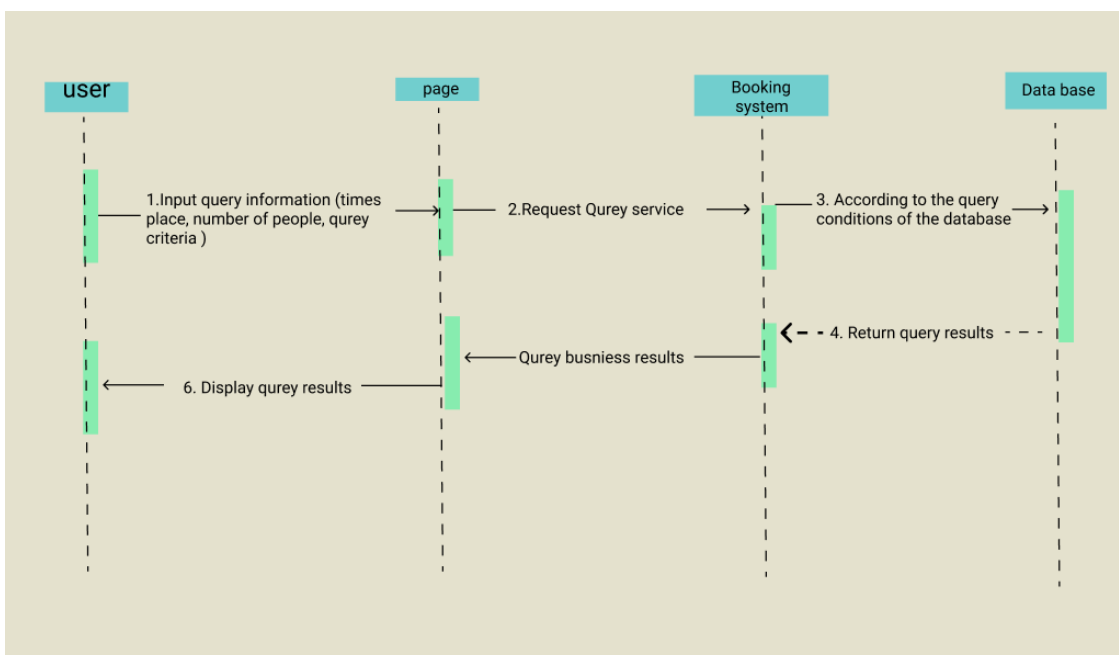 user
page
Booking
system
Data base
1.Input query information (times
place, number of people, qurey
criteria )
2.Request Qurey service
3. According to the query
conditions of the database
4. Return query results
Qurey busniess results
6. Display qurey results